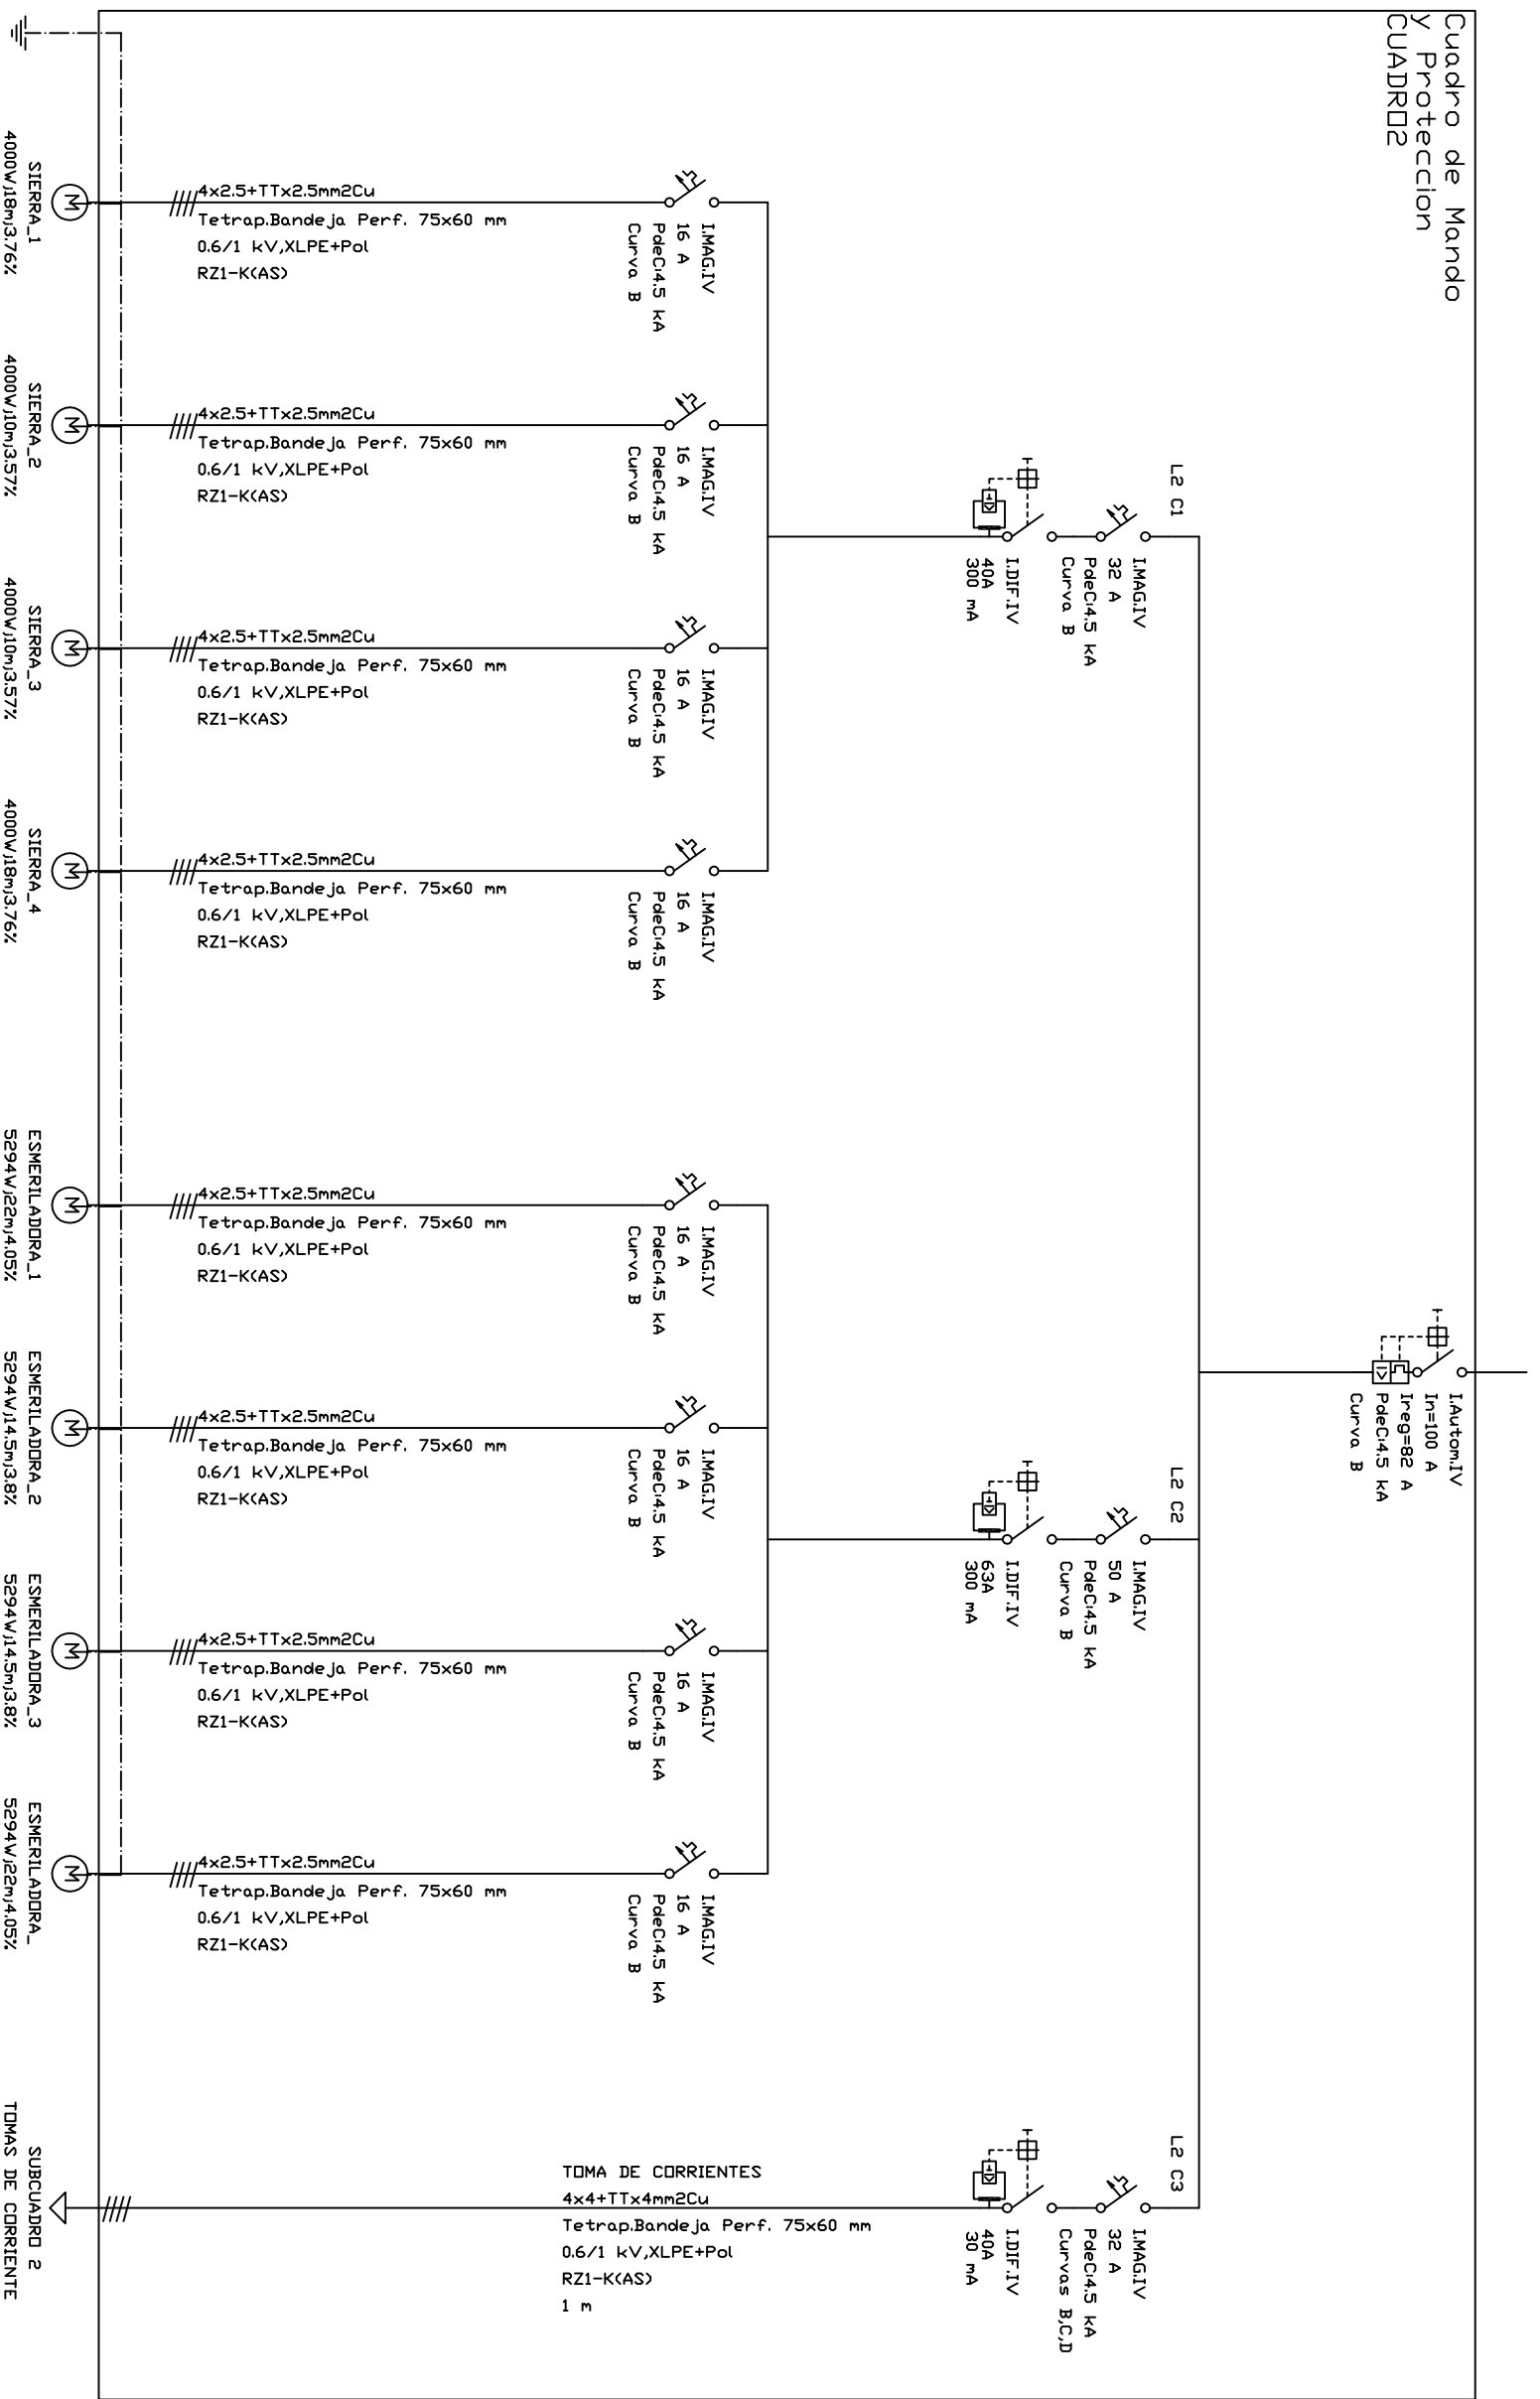 Cuadro de Mando
y Proteccion
CUADRO2
I.Autom.IV
In=100 A
Ireg=82 A
PdeC:4.5 kA
Curva B
L2 C1
I.MAG.IV
32 A
PdeC:4.5 kA
Curva B
I.DIF.IV
40A
300 mA
L2 C2
I.MAG.IV
50 A
PdeC:4.5 kA
Curva B
I.DIF.IV
63A
300 mA
L2 C3
I.MAG.IV
32 A
PdeC:4.5 kA
Curvas B,C,D
I.DIF.IV
40A
30 mA
I.MAG.IV
16 A
PdeC:4.5 kA
Curva B
4x2.5+TTx2.5mm2Cu
Tetrap.Bandeja Perf. 75x60 mm
0.6/1 kV,XLPE+Pol
RZ1-K(AS)
M
SIERRA_1
4000W;18m;3.76%
I.MAG.IV
16 A
PdeC:4.5 kA
Curva B
4x2.5+TTx2.5mm2Cu
Tetrap.Bandeja Perf. 75x60 mm
0.6/1 kV,XLPE+Pol
RZ1-K(AS)
M
SIERRA_2
4000W;10m;3.57%
I.MAG.IV
16 A
PdeC:4.5 kA
Curva B
4x2.5+TTx2.5mm2Cu
Tetrap.Bandeja Perf. 75x60 mm
0.6/1 kV,XLPE+Pol
RZ1-K(AS)
M
SIERRA_3
4000W;10m;3.57%
I.MAG.IV
16 A
PdeC:4.5 kA
Curva B
4x2.5+TTx2.5mm2Cu
Tetrap.Bandeja Perf. 75x60 mm
0.6/1 kV,XLPE+Pol
RZ1-K(AS)
M
SIERRA_4
4000W;18m;3.76%
I.MAG.IV
16 A
PdeC:4.5 kA
Curva B
4x2.5+TTx2.5mm2Cu
Tetrap.Bandeja Perf. 75x60 mm
0.6/1 kV,XLPE+Pol
RZ1-K(AS)
M
ESMERILADORA_1
5294W;22m;4.05%
I.MAG.IV
16 A
PdeC:4.5 kA
Curva B
4x2.5+TTx2.5mm2Cu
Tetrap.Bandeja Perf. 75x60 mm
0.6/1 kV,XLPE+Pol
RZ1-K(AS)
M
ESMERILADORA_2
5294W;14.5m;3.8%
I.MAG.IV
16 A
PdeC:4.5 kA
Curva B
4x2.5+TTx2.5mm2Cu
Tetrap.Bandeja Perf. 75x60 mm
0.6/1 kV,XLPE+Pol
RZ1-K(AS)
M
ESMERILADORA_3
5294W;14.5m;3.8%
I.MAG.IV
16 A
PdeC:4.5 kA
Curva B
4x2.5+TTx2.5mm2Cu
Tetrap.Bandeja Perf. 75x60 mm
0.6/1 kV,XLPE+Pol
RZ1-K(AS)
M
ESMERILADORA_
5294W;22m;4.05%
TOMA DE CORRIENTES
4x4+TTx4mm2Cu
Tetrap.Bandeja Perf. 75x60 mm
0.6/1 kV,XLPE+Pol
RZ1-K(AS)
1 m
SUBCUADRO 2
TOMAS DE CORRIENTE